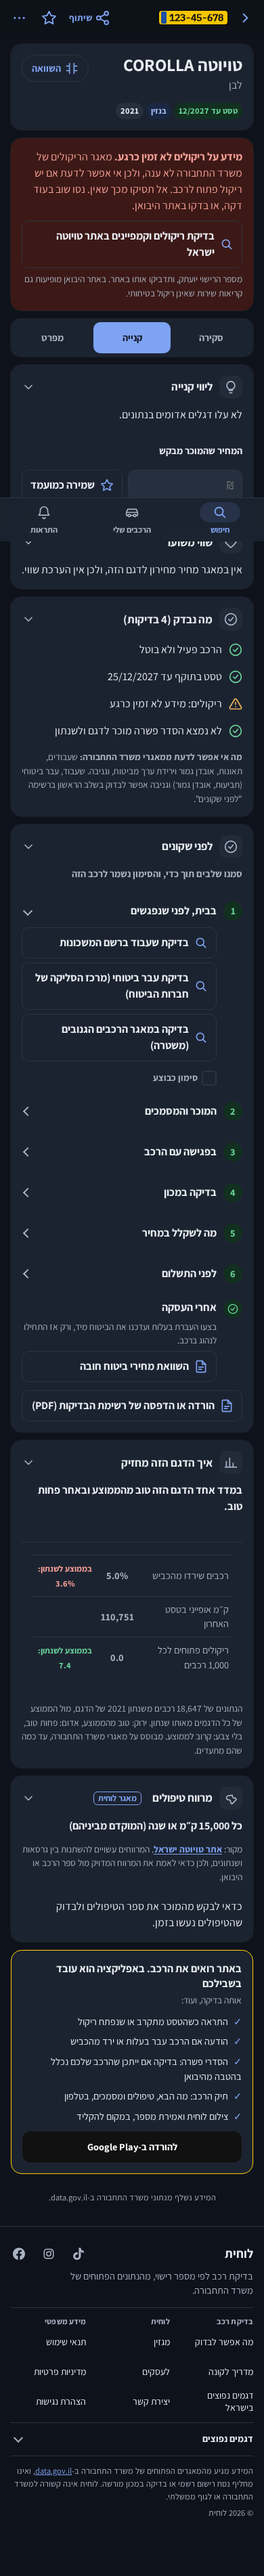 123-45-678
שיתוף
טויוטה COROLLA
לבן
השוואה
טסט עד 12/2027
בנזין
2021
מידע על ריקולים לא זמין כרגע. מאגר הריקולים של
משרד התחבורה לא ענה, ולכן אי אפשר לדעת אם יש
ריקול פתוח לרכב. אל תסיקו מכך שאין. נסו שוב בעוד
דקה, או בדקו באתר היבואן.
בדיקת ריקולים וקמפיינים באתר טויוטה
ישראל
מספר הרישוי יועתק, ותדביקו אותו באתר. באתר היבואן מופיעות גם
קריאות שירות שאינן ריקול בטיחותי.
סקירה
קנייה
מפרט
ליווי קנייה
לא עלו דגלים אדומים בנתונים.
המחיר שהמוכר מבקש
₪
שמירה כמועמד
חיפוש
הרכבים שלי
התראות
שווי משוער
אין במאגר מחיר מחירון לדגם הזה, ולכן אין הערכת שווי.
מה נבדק (4 בדיקות)
הרכב פעיל ולא בוטל
טסט בתוקף עד 25/12/27
ריקולים: מידע לא זמין כרגע
לא נמצא הסדר פשרה מוכר לדגם ולשנתון
מה אי אפשר לדעת ממאגרי משרד התחבורה: שעבודים,
תאונות, אובדן גמור וירידת ערך מביטוח, וגניבה. שעבוד, עבר ביטוחי
(תביעות, אובדן גמור) וגניבה אפשר לבדוק בשלב הראשון ברשימה
"לפני שקונים".
לפני שקונים
סמנו שלבים תוך כדי, והסימון נשמר לרכב הזה
1
בבית, לפני שנפגשים
בדיקת שעבוד ברשם המשכונות
בדיקת עבר ביטוחי (מרכז הסליקה של
חברות הביטוח)
בדיקה במאגר הרכבים הגנובים
(משטרה)
סימון כבוצע
2
המוכר והמסמכים
3
בפגישה עם הרכב
4
בדיקה במכון
5
מה לשקלל במחיר
6
לפני התשלום
אחרי העסקה
בצעו העברת בעלות ועדכנו את הביטוח מיד, ורק אז התחילו
לנהוג ברכב.
השוואת מחירי ביטוח חובה
הורדה או הדפסה של רשימת הבדיקות (PDF)
איך הדגם הזה מחזיק
במדד אחד הדגם הזה טוב מהממוצע ובאחר פחות
טוב.
רכבים שירדו מהכביש
5.0%
בממוצע לשנתון:
3.6%
ק״מ אופייני בטסט
האחרון
110,751
ריקולים פתוחים לכל
1,000 רכבים
0.0
בממוצע לשנתון:
7.4
הנתונים של 18,647 רכבים משנתון 2021 של הדגם, מול הממוצע
של כל הדגמים מאותו שנתון. ירוק: טוב מהממוצע, אדום: פחות טוב,
בלי צבע: קרוב לממוצע. מבוסס על מאגרי משרד התחבורה, עד כמה
שהם מתעדים.
מרווח טיפולים
מאגר לוחית
כל 15,000 ק״מ או שנה (המוקדם מביניהם)
מקור: אתר טויוטה ישראל. המרווחים עשויים להשתנות בין גרסאות
ושנתונים, ולכן כדאי לאמת את המרווח המדויק מול ספר הרכב או
היבואן.
כדאי לבקש מהמוכר את ספר הטיפולים ולבדוק
שהטיפולים נעשו בזמן.
באתר רואים את הרכב. באפליקציה הוא עובד
בשבילכם
אותה בדיקה, ועוד:
✓ התראה כשהטסט מתקרב או שנפתח ריקול
✓ הודעה אם הרכב עבר בעלות או ירד מהכביש
✓ הסדרי פשרה: בדיקה אם ייתכן שהרכב שלכם נכלל
בהטבה מהיבואן
✓ תיק הרכב: מה הבא, טיפולים ומסמכים, בטלפון
✓ צילום לוחית ואמירת מספר, במקום להקליד
להורדה ב-Google Play
המידע נשלף מנתוני משרד התחבורה ב-data.gov.il.
לוחית
בדיקת רכב לפי מספר רישוי, מהנתונים הפתוחים של
משרד התחבורה.
בדיקת רכב
לוחית
מידע משפטי
מה אפשר לבדוק
מגזין
תנאי שימוש
מדריך לקונה
לעסקים
מדיניות פרטיות
דגמים נפוצים
בישראל
יצירת קשר
הצהרת נגישות
דגמים נפוצים
המידע מגיע מהמאגרים הפתוחים של משרד התחבורה ב-data.gov.il, ואינו
מחליף נסח רישום רשמי או בדיקה במכון מורשה. לוחית אינה קשורה למשרד
התחבורה או לגוף ממשלתי.
© 2026 לוחית